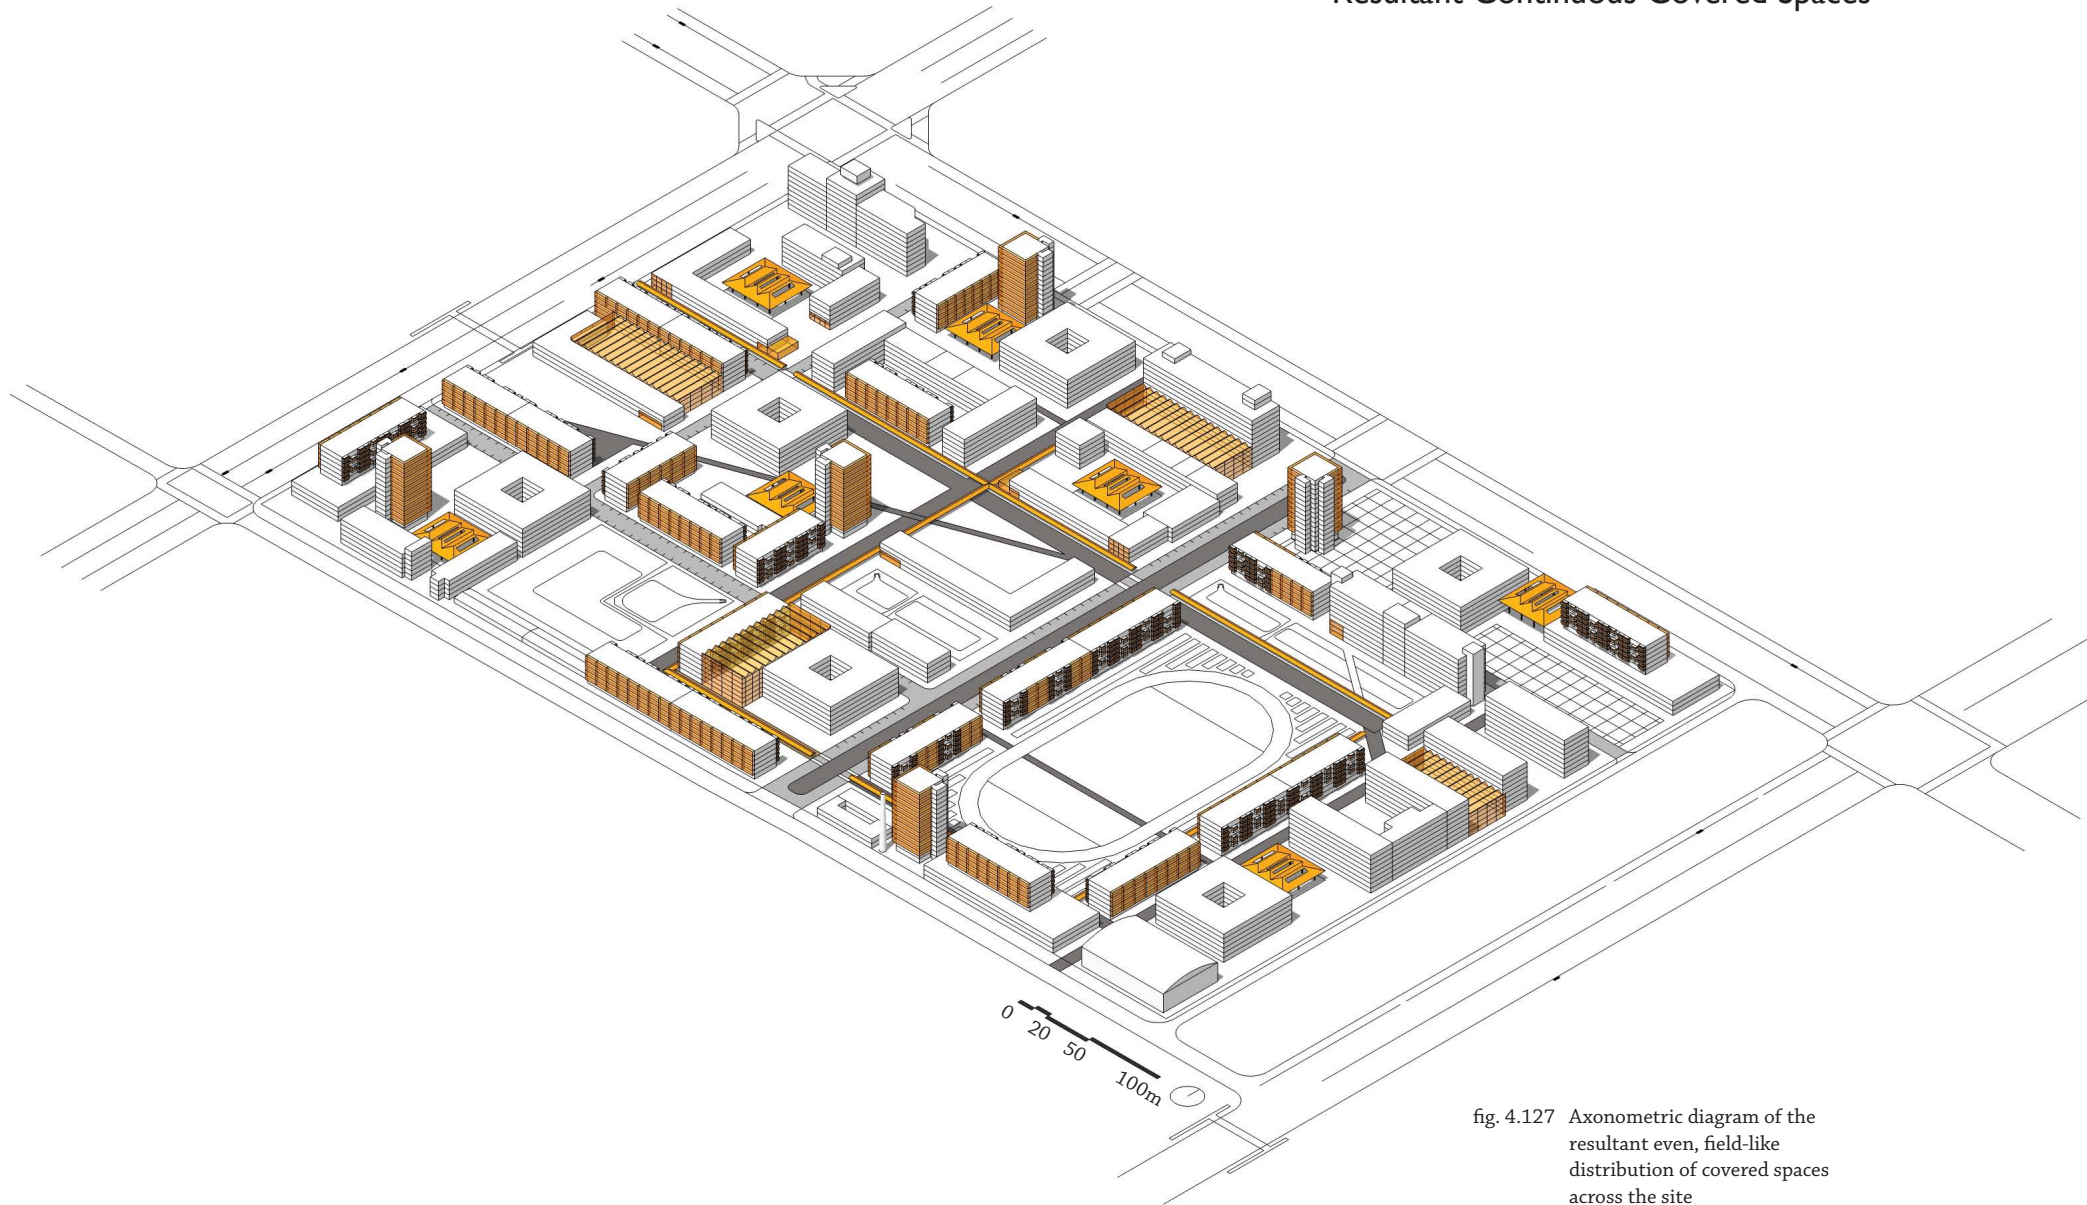 Resultant Continuous Covered Spaces
0
20
50
100m
fig. 4.127 Axonometric diagram of the
resultant even, field-like
distribution of covered spaces
across the site